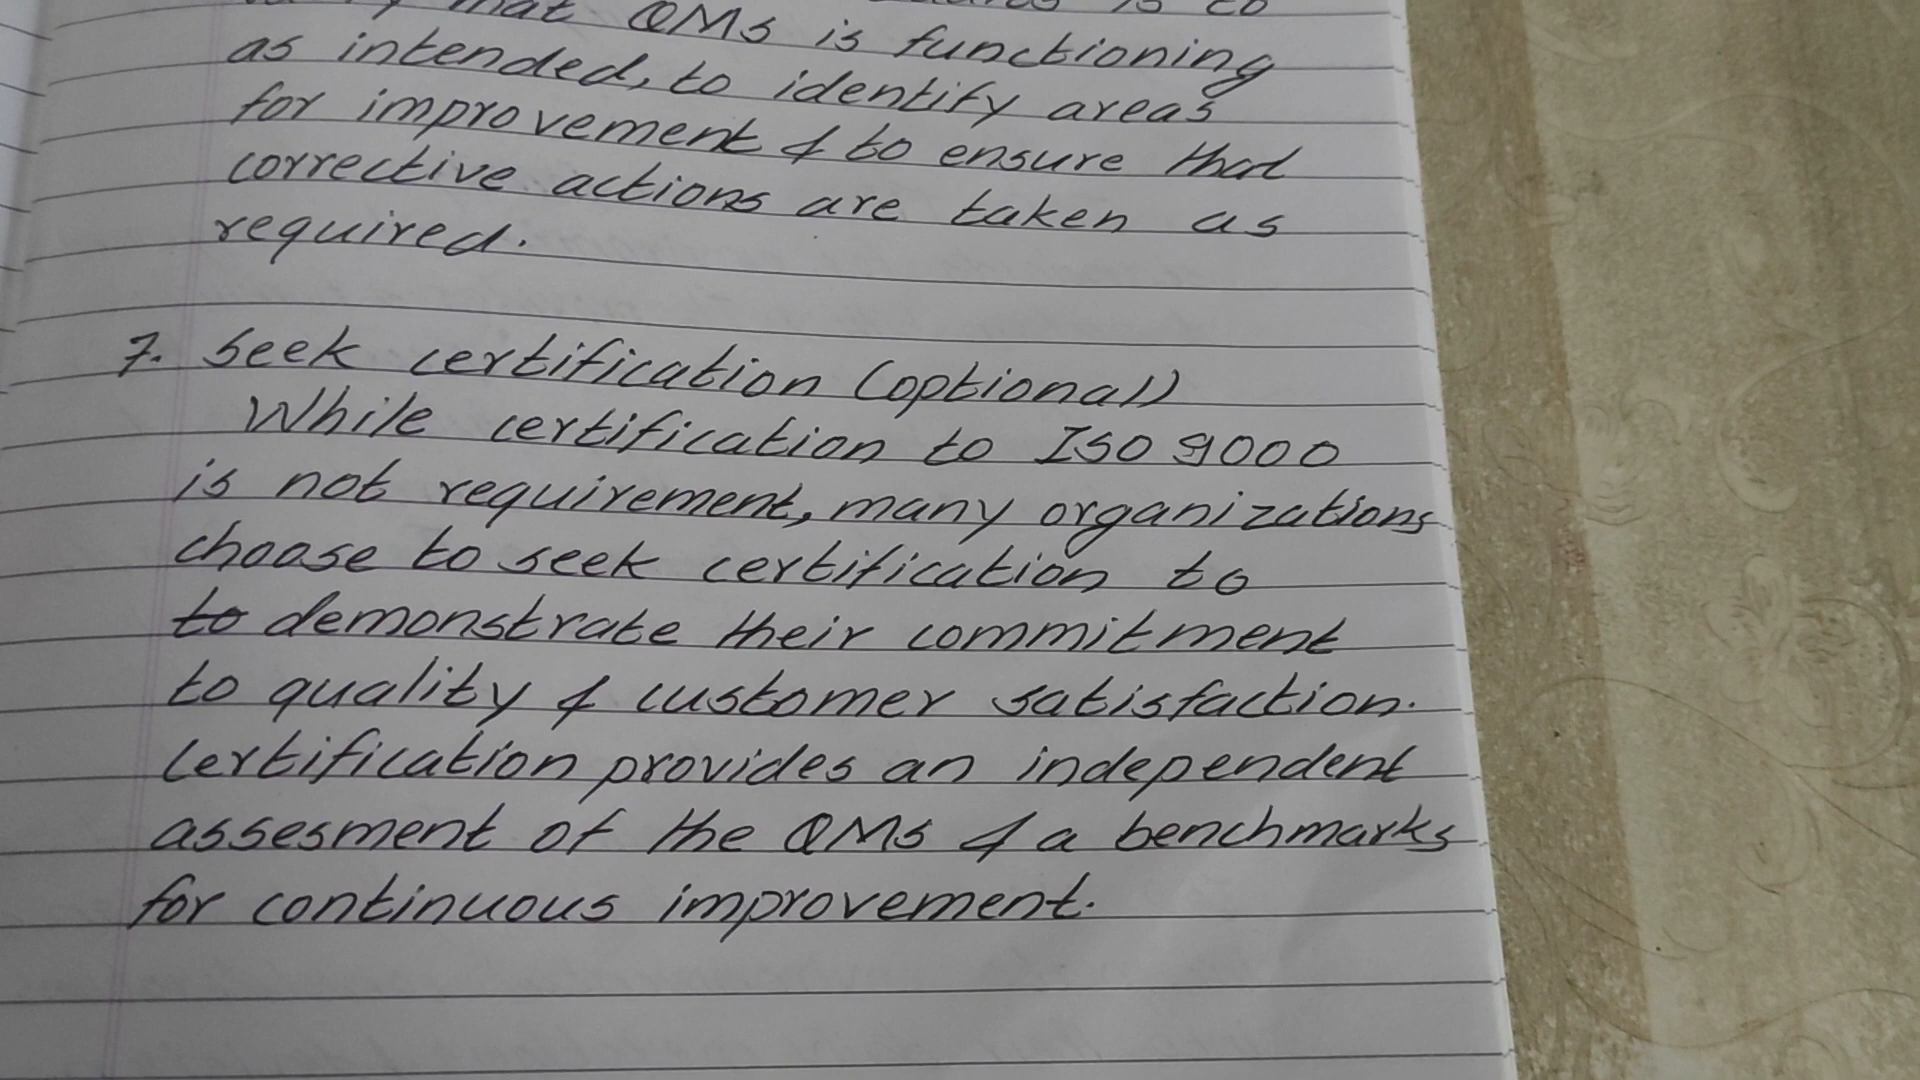 that QMS is functioning
as intended, to identify areas
for improvement & to ensure that
corrective actions are taken as
required.
7. Seek certification (optional)
While certification to ISO 9000
is not requirement, many organizations
choose to seek certification to
to demonstrate their commitment
to quality & customer satisfaction.
Certification provides an independent
assesment of the QMS & a benchmarks
for continuous improvement.